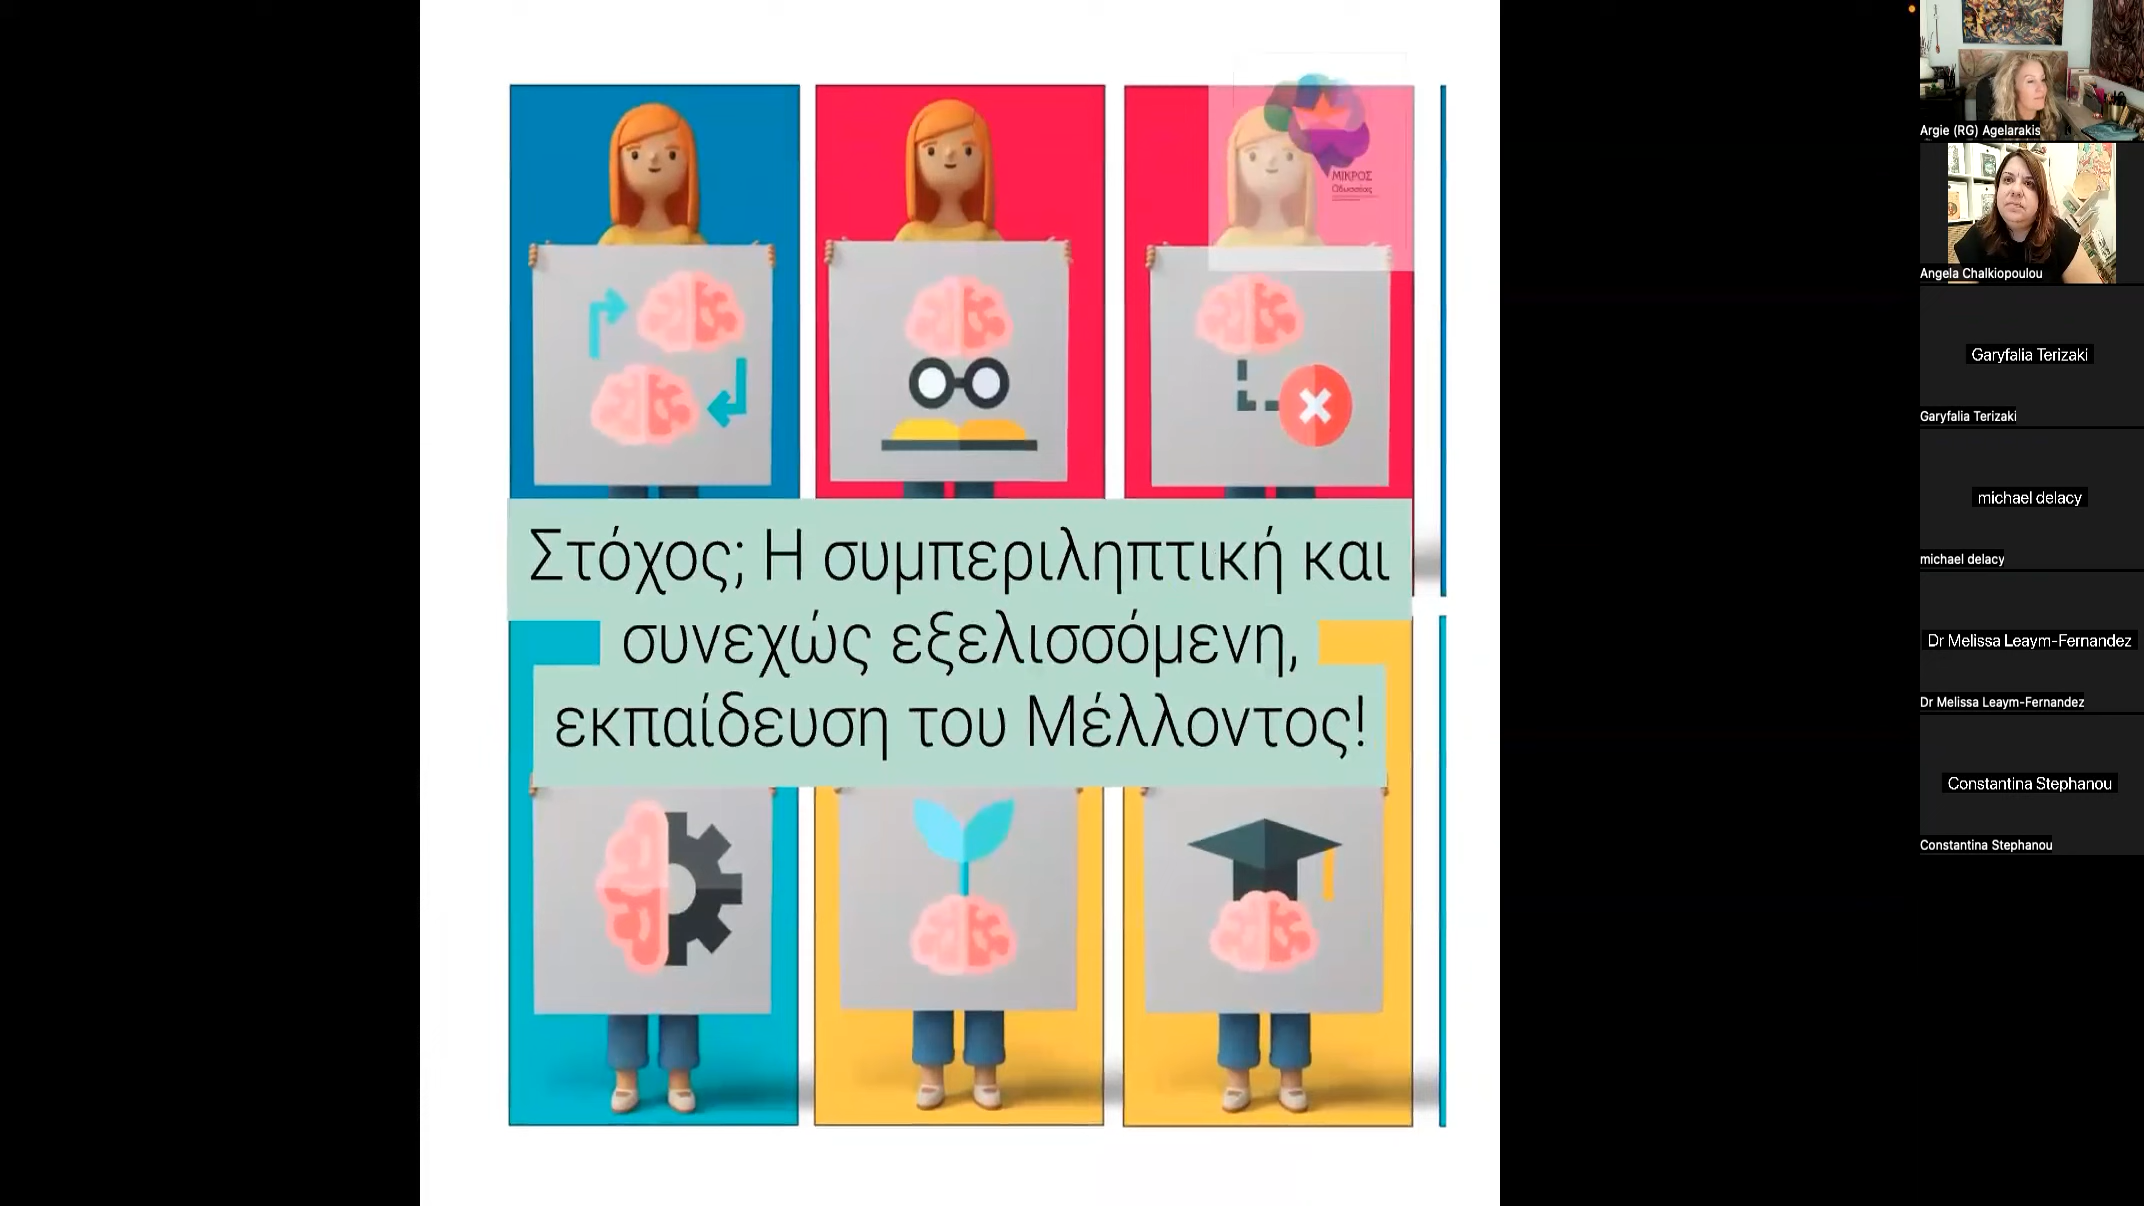 ΜΙΚΡΟΣ
Οδυσσέας
Στόχος; Η συμπεριληπτική και
συνεχώς εξελισσόμενη,
εκπαίδευση του Μέλλοντος!
Argie (RG) Agelarakis
Angela Chalkiopoulou
Garyfalia Terizaki
Garyfalia Terizaki
michael delacy
michael delacy
Dr Melissa Leaym-Fernandez
Dr Melissa Leaym-Fernandez
Constantina Stephanou
Constantina Stephanou